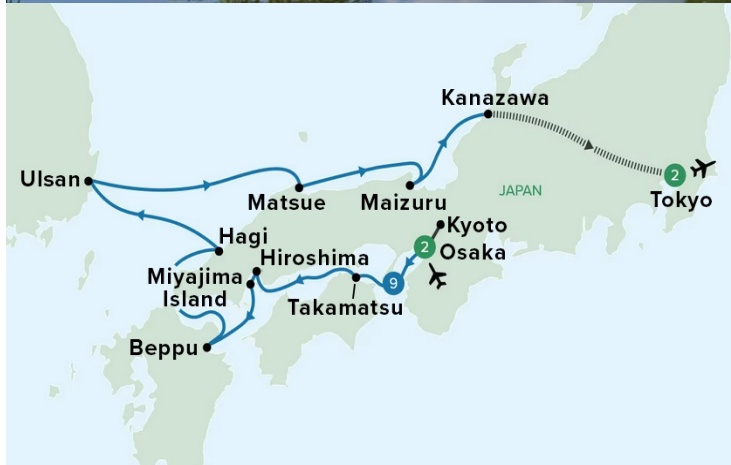 Kanazawa
Ulsan
Matsue
Maizuru
JAPAN
2
Tokyo
Kyoto
Hagi
Hiroshima
2
Osaka
Miyajima
Island
9
Takamatsu
Beppu